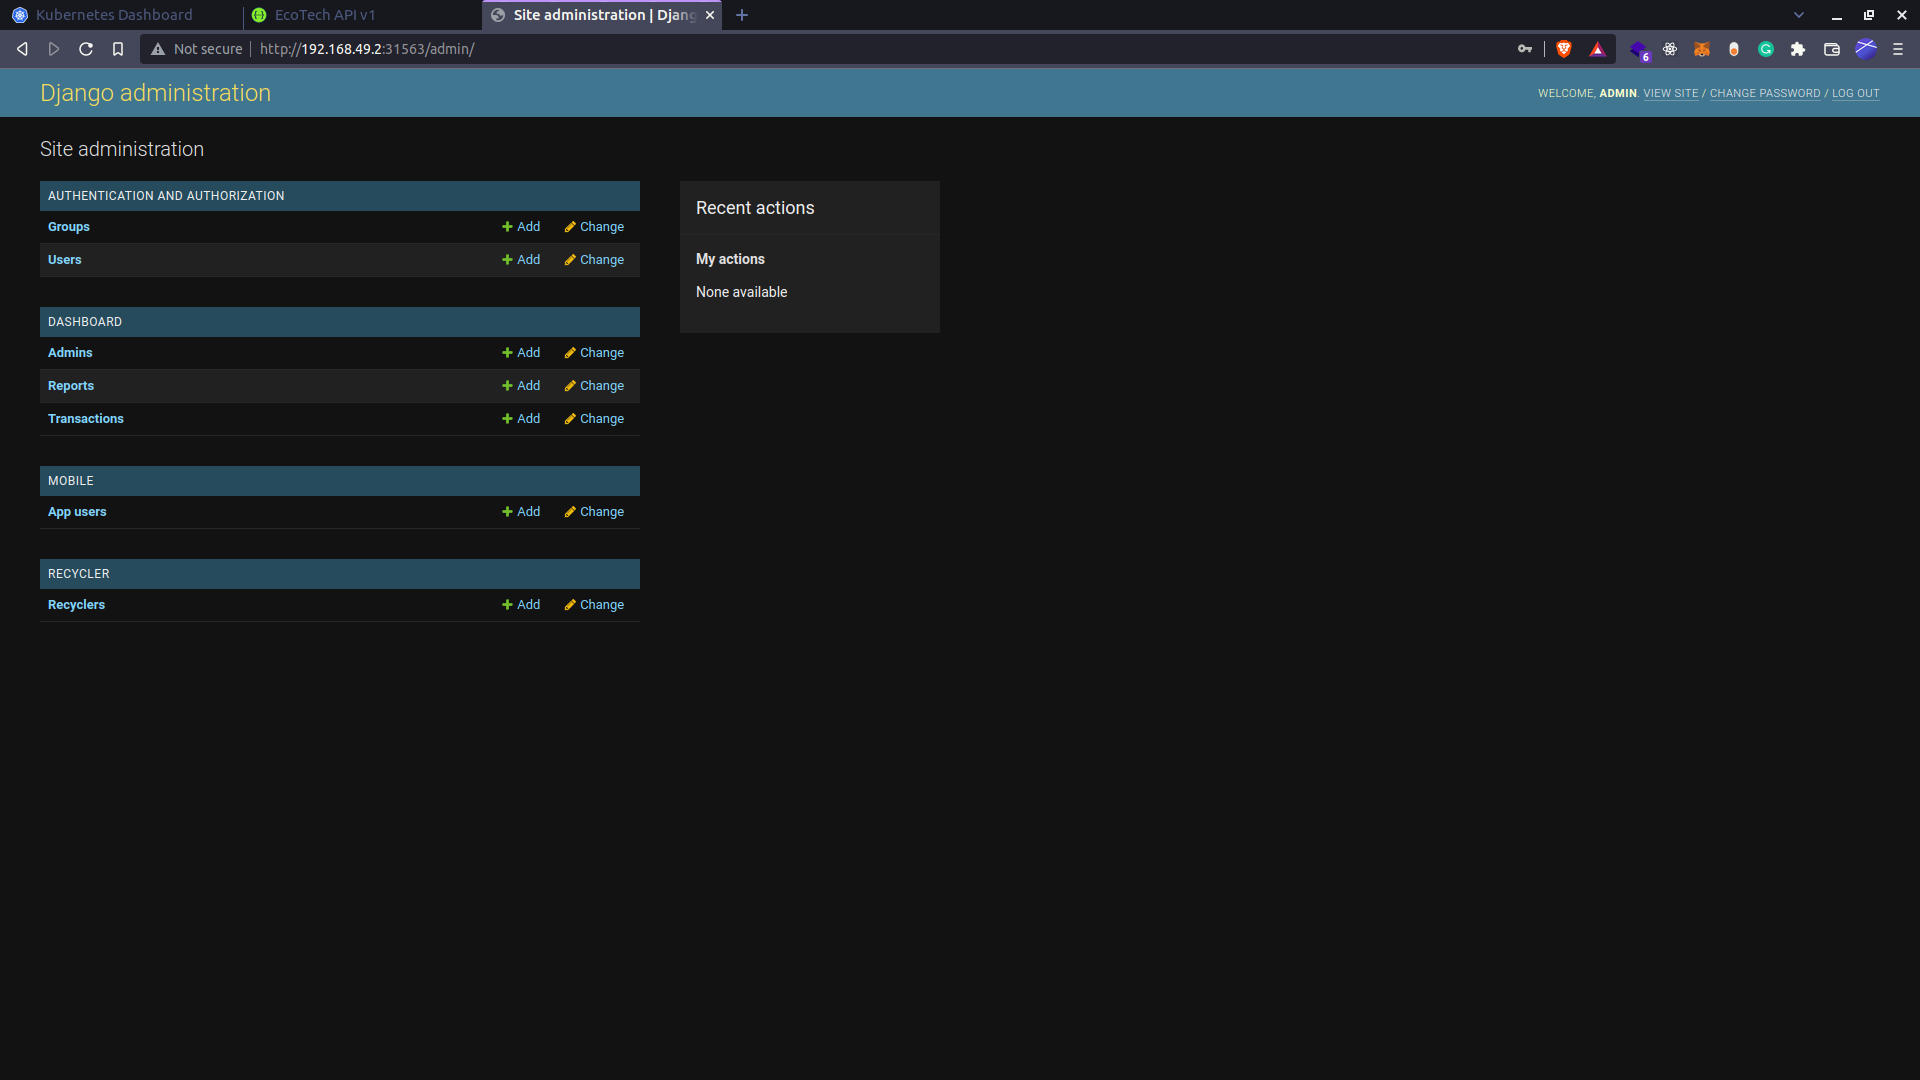 Kubernetes Dashboard
EcoTech API v1
Site administration | Djang
Not secure
http://192.168.49.2:31563/admin/
6
Django administration
WELCOME, ADMIN. VIEW SITE / CHANGE PASSWORD / LOG OUT
Site administration
AUTHENTICATION AND AUTHORIZATION
Groups Add Change
Users Add Change
DASHBOARD
Admins Add Change
Reports Add Change
Transactions Add Change
MOBILE
App users Add Change
RECYCLER
Recyclers Add Change
Recent actions
My actions
None available